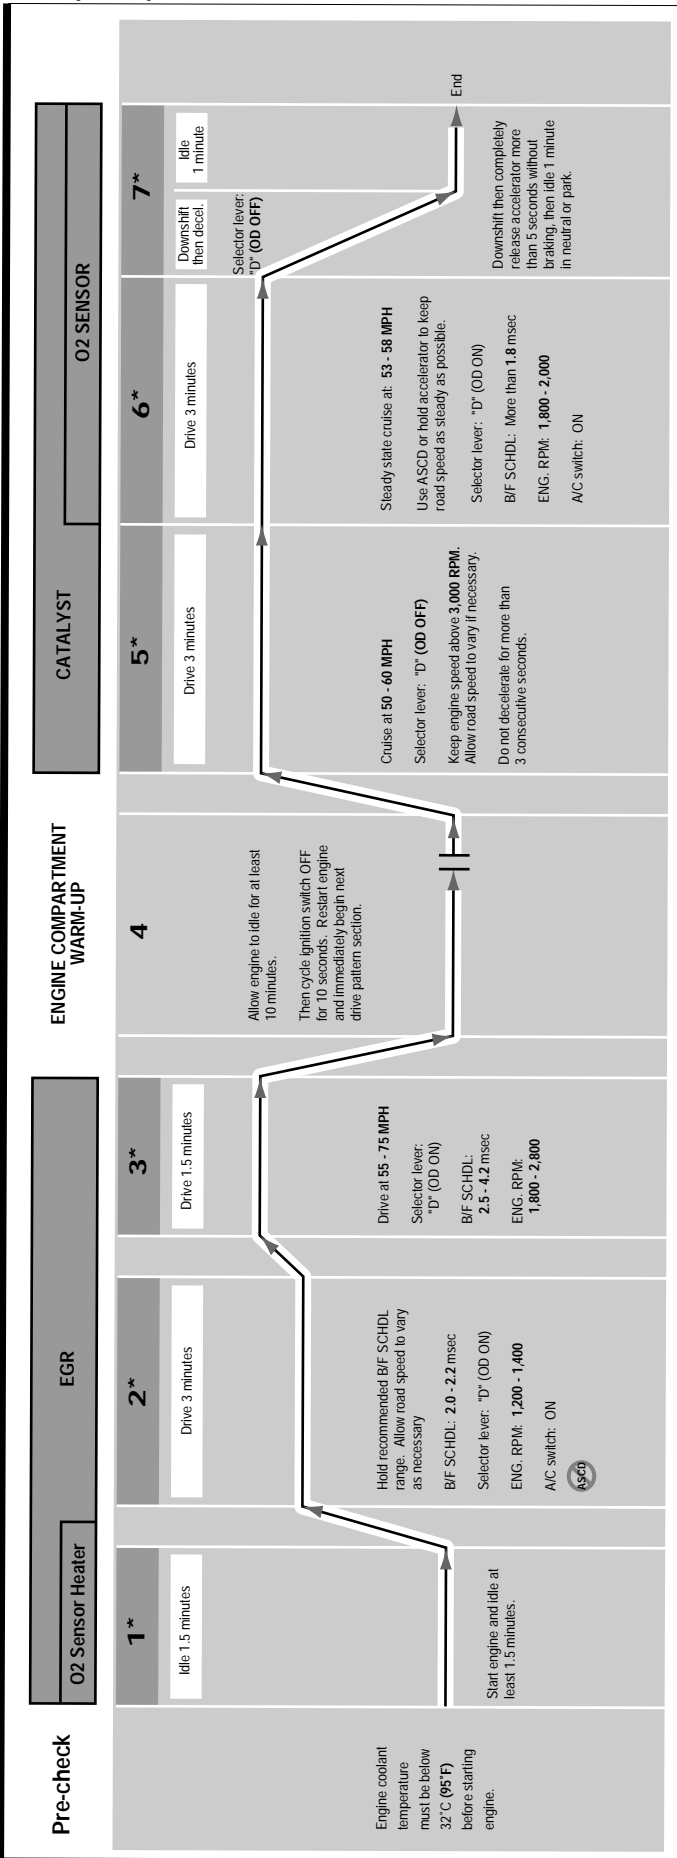 Pre-check
Engine coolant
temperature
must be below
32˚C (95˚F)
before starting
engine.
EGR
O2 Sensor Heater
1*
Idle 1.5 minutes
Start engine and idle at
least 1.5 minutes.
2*
Drive 3 minutes
Hold recommended B/F SCHDL
range. Allow road speed to vary
as necessary
B/F SCHDL: 2.0 - 2.2 msec
Selector lever: "D" (OD ON)
ENG. RPM: 1,200 - 1,400
A/C switch: ON
ASCD
3*
Drive 1.5 minutes
Drive at 55 - 75 MPH
Selector lever:
"D" (OD ON)
B/F SCHDL:
2.5 - 4.2 msec
ENG. RPM:
1,800 - 2,800
ENGINE COMPARTMENT
WARM-UP
4
Allow engine to idle for at least
10 minutes.
Then cycle ignition switch OFF
for 10 seconds. Restart engine
and immediately begin next
drive pattern section.
CATALYST
O2 SENSOR
5*
Drive 3 minutes
Cruise at 50 - 60 MPH
Selector lever: "D" (OD OFF)
Keep engine speed above 3,000 RPM.
Allow road speed to vary if necessary.
Do not decelerate for more than
3 consecutive seconds.
6*
Drive 3 minutes
Steady state cruise at: 53 - 58 MPH
Use ASCD or hold accelerator to keep
road speed as steady as possible.
Selector lever: "D" (OD ON)
B/F SCHDL: More than 1.8 msec
ENG. RPM: 1,800 - 2,000
A/C switch: ON
7*
Downshift
then decel.
Idle
1 minute
Selector lever:
"D" (OD OFF)
End
Downshift then completely
release accelerator more
than 5 seconds without
braking, then idle 1 minute
in neutral or park.